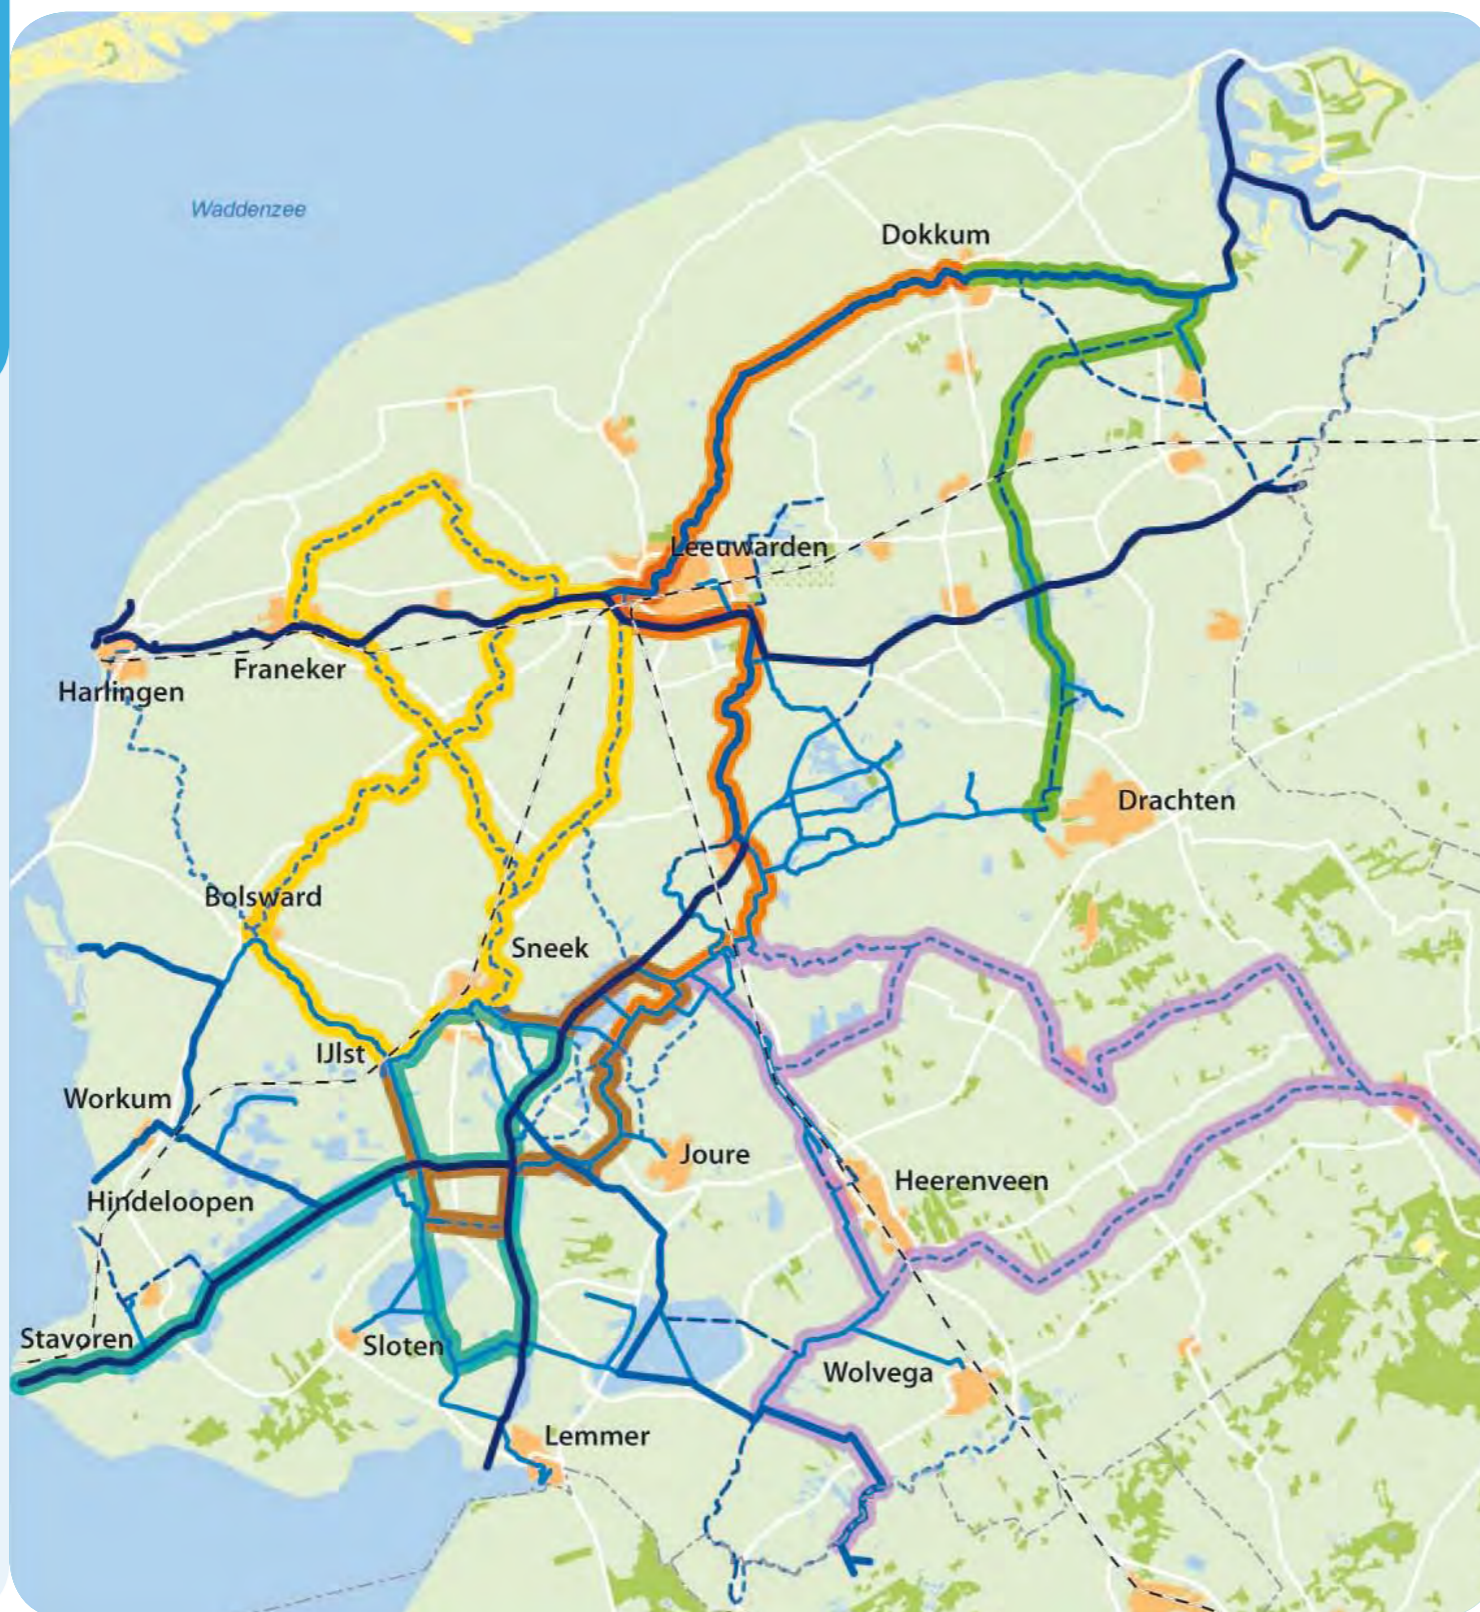 Waddenzee
Dokkum
Leeuwarden
Franeker
Harlingen
Drachten
Bolsward
Sneek
IJlst
Workum
Joure
Heerenveen
Hindeloopen
Stavoren
Sloten
Wolvega
Lemmer